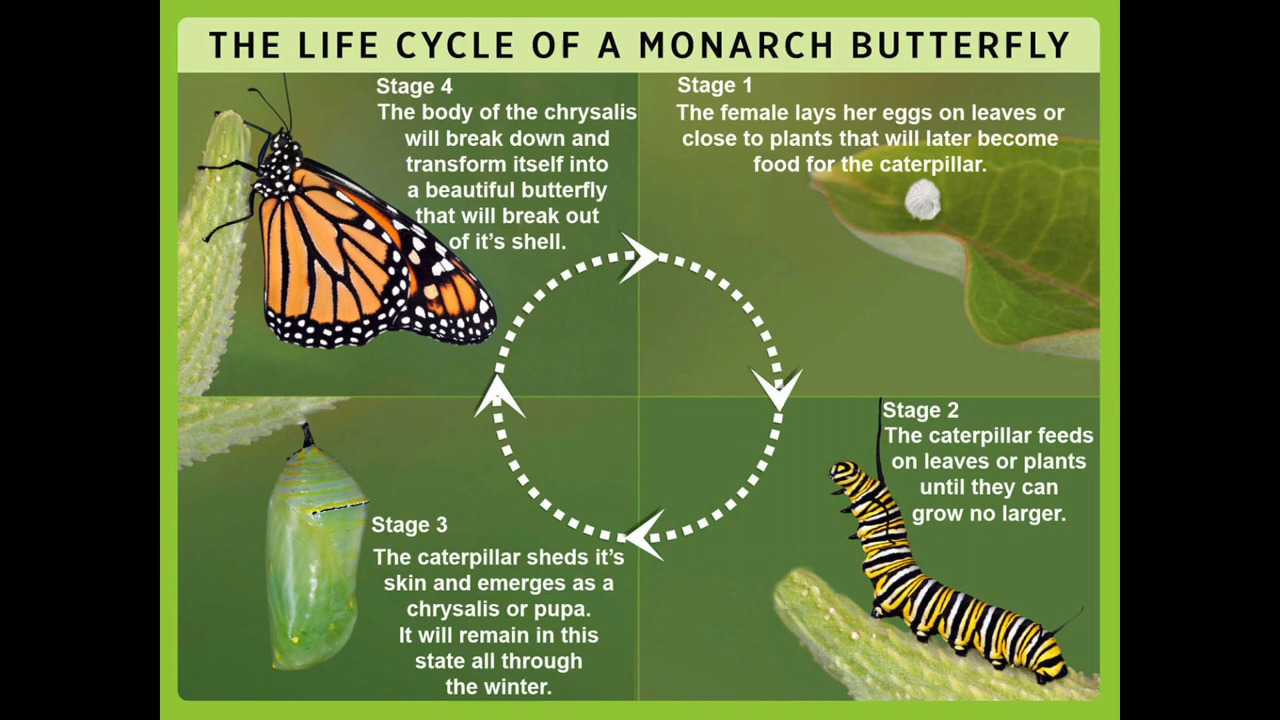 THE LIFE CYCLE OF A MONARCH BUTTERFLY
Stage 4
The body of the chrysalis
will break down and
transform itself into
a beautiful butterfly
that will break out
of it’s shell.
Stage 1
The female lays her eggs on leaves or
close to plants that will later become
food for the caterpillar.
Stage 2
The caterpillar feeds
on leaves or plants
until they can
grow no larger.
Stage 3
The caterpillar sheds it’s
skin and emerges as a
chrysalis or pupa.
It will remain in this
state all through
the winter.